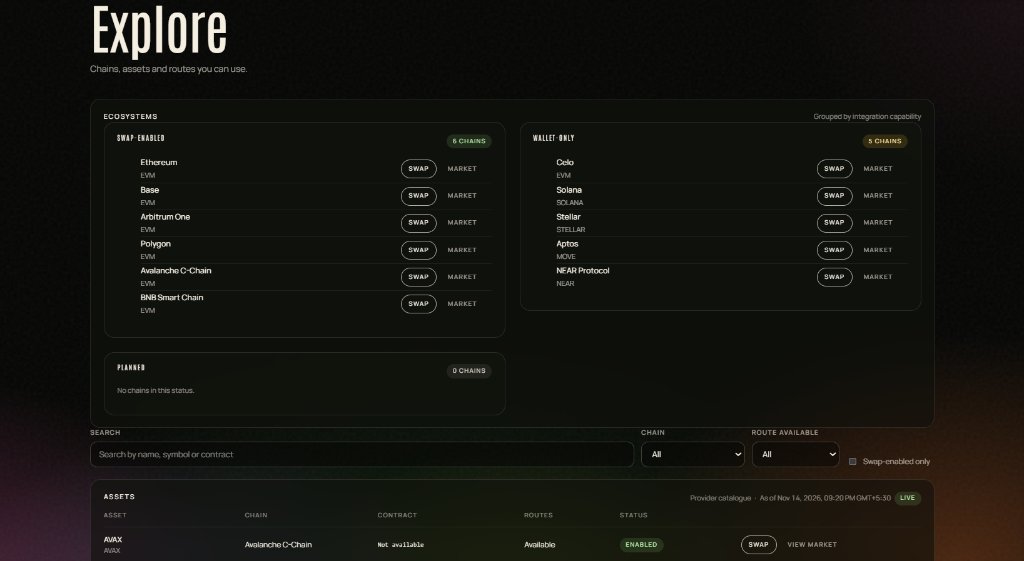 Explore
Chains, assets and routes you can use.
ECOSYSTEMS
Grouped by integration capability
SWAP-ENABLED
6 CHAINS
Ethereum
EVM
SWAP
MARKET
Base
EVM
SWAP
MARKET
Arbitrum One
EVM
SWAP
MARKET
Polygon
EVM
SWAP
MARKET
Avalanche C-Chain
EVM
SWAP
MARKET
BNB Smart Chain
EVM
SWAP
MARKET
WALLET-ONLY
5 CHAINS
Celo
EVM
SWAP
MARKET
Solana
SOLANA
SWAP
MARKET
Stellar
STELLAR
SWAP
MARKET
Aptos
MOVE
SWAP
MARKET
NEAR Protocol
NEAR
SWAP
MARKET
PLANNED
0 CHAINS
No chains in this status.
SEARCH
Search by name, symbol or contract
CHAIN
All
ROUTE AVAILABLE
All
Swap-enabled only
ASSETS
Provider catalogue · As of Nov 14, 2026, 09:20 PM GMT+5:30 LIVE
ASSET CHAIN CONTRACT ROUTES STATUS
AVAX
AVAX
Avalanche C-Chain
Not available
Available
ENABLED
SWAP
VIEW MARKET